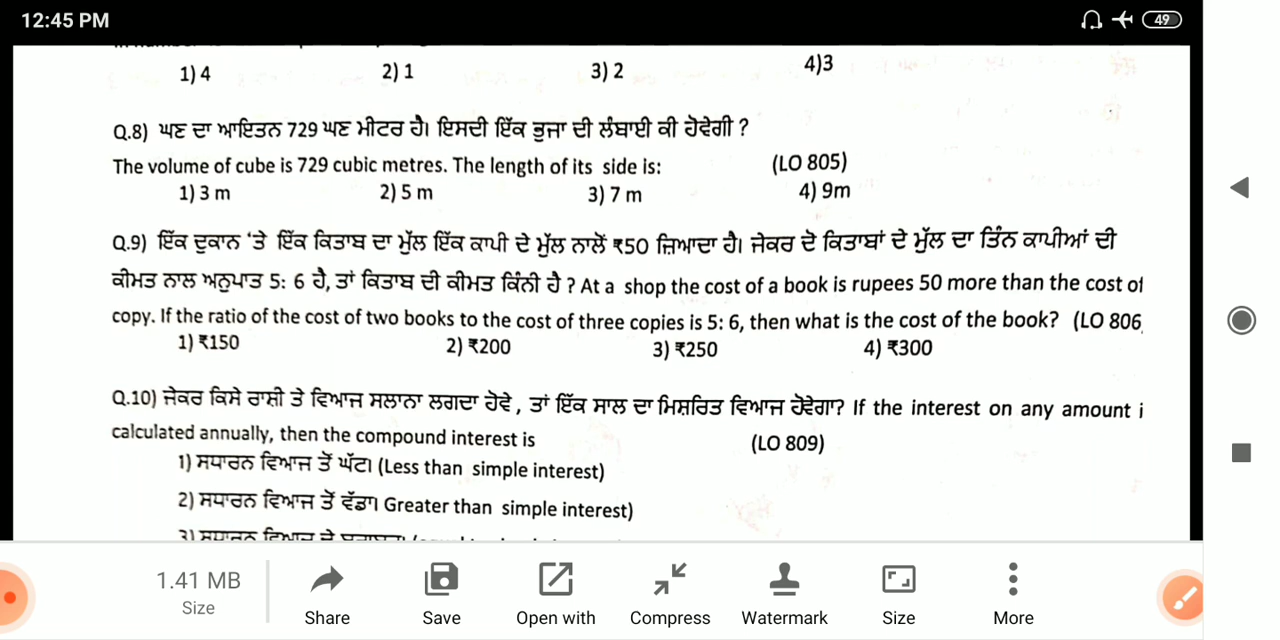 12:45 PM
49
1) 4 2) 1 3) 2 4)3
Q.8) ਘਣ ਦਾ ਆਇਤਨ 729 ਘਣ ਮੀਟਰ ਹੈ। ਇਸਦੀ ਇੱਕ ਭੁਜਾ ਦੀ ਲੰਬਾਈ ਕੀ ਹੋਵੇਗੀ ?
The volume of cube is 729 cubic metres. The length of its side is: (LO 805)
1) 3 m 2) 5 m 3) 7 m 4) 9m
Q.9) ਇੱਕ ਦੁਕਾਨ 'ਤੇ ਇੱਕ ਕਿਤਾਬ ਦਾ ਮੁੱਲ ਇੱਕ ਕਾਪੀ ਦੇ ਮੁੱਲ ਨਾਲੋਂ ₹50 ਜ਼ਿਆਦਾ ਹੈ। ਜੇਕਰ ਦੋ ਕਿਤਾਬਾਂ ਦੇ ਮੁੱਲ ਦਾ ਤਿੰਨ ਕਾਪੀਆਂ ਦੀ
ਕੀਮਤ ਨਾਲ ਅਨੁਪਾਤ 5: 6 ਹੈ, ਤਾਂ ਕਿਤਾਬ ਦੀ ਕੀਮਤ ਕਿੰਨੀ ਹੈ ? At a shop the cost of a book is rupees 50 more than the cost of
copy. If the ratio of the cost of two books to the cost of three copies is 5: 6, then what is the cost of the book? (LO 806
1) ₹150 2) ₹200 3) ₹250 4) ₹300
Q.10) ਜੇਕਰ ਕਿਸੇ ਰਾਸ਼ੀ ਤੇ ਵਿਆਜ ਸਲਾਨਾ ਲਗਦਾ ਹੋਵੇ , ਤਾਂ ਇੱਕ ਸਾਲ ਦਾ ਮਿਸ਼ਰਿਤ ਵਿਆਜ ਹੋਵੇਗਾ? If the interest on any amount i
calculated annually, then the compound interest is (LO 809)
1) ਸਧਾਰਨ ਵਿਆਜ ਤੋਂ ਘੱਟ। (Less than simple interest)
2) ਸਧਾਰਨ ਵਿਆਜ ਤੋਂ ਵੱਡਾ। Greater than simple interest)
3) ਸਧਾਰਨ ਵਿਆਜ ਦੇ
1.41 MB
Size
Share Save Open with Compress Watermark Size More